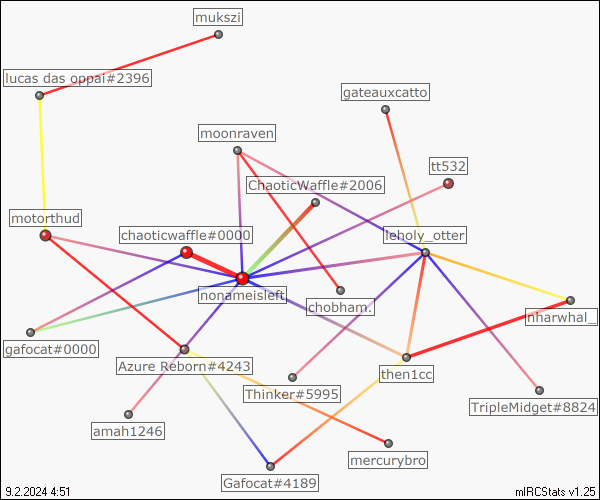 mukszi
lucas das oppai#2396
gateauxcatto
moonraven
tt532
ChaoticWaffle#2006
motorthud
chaoticwaffle#0000
leholy_otter
nonameisleft
chobham.
nharwhal_
gafocat#0000
Azure Reborn#4243
then1cc
Thinker#5995
TripleMidget#8824
amah1246
mercurybro
Gafocat#4189
9.2.2024 4:51
mIRCStats v1.25